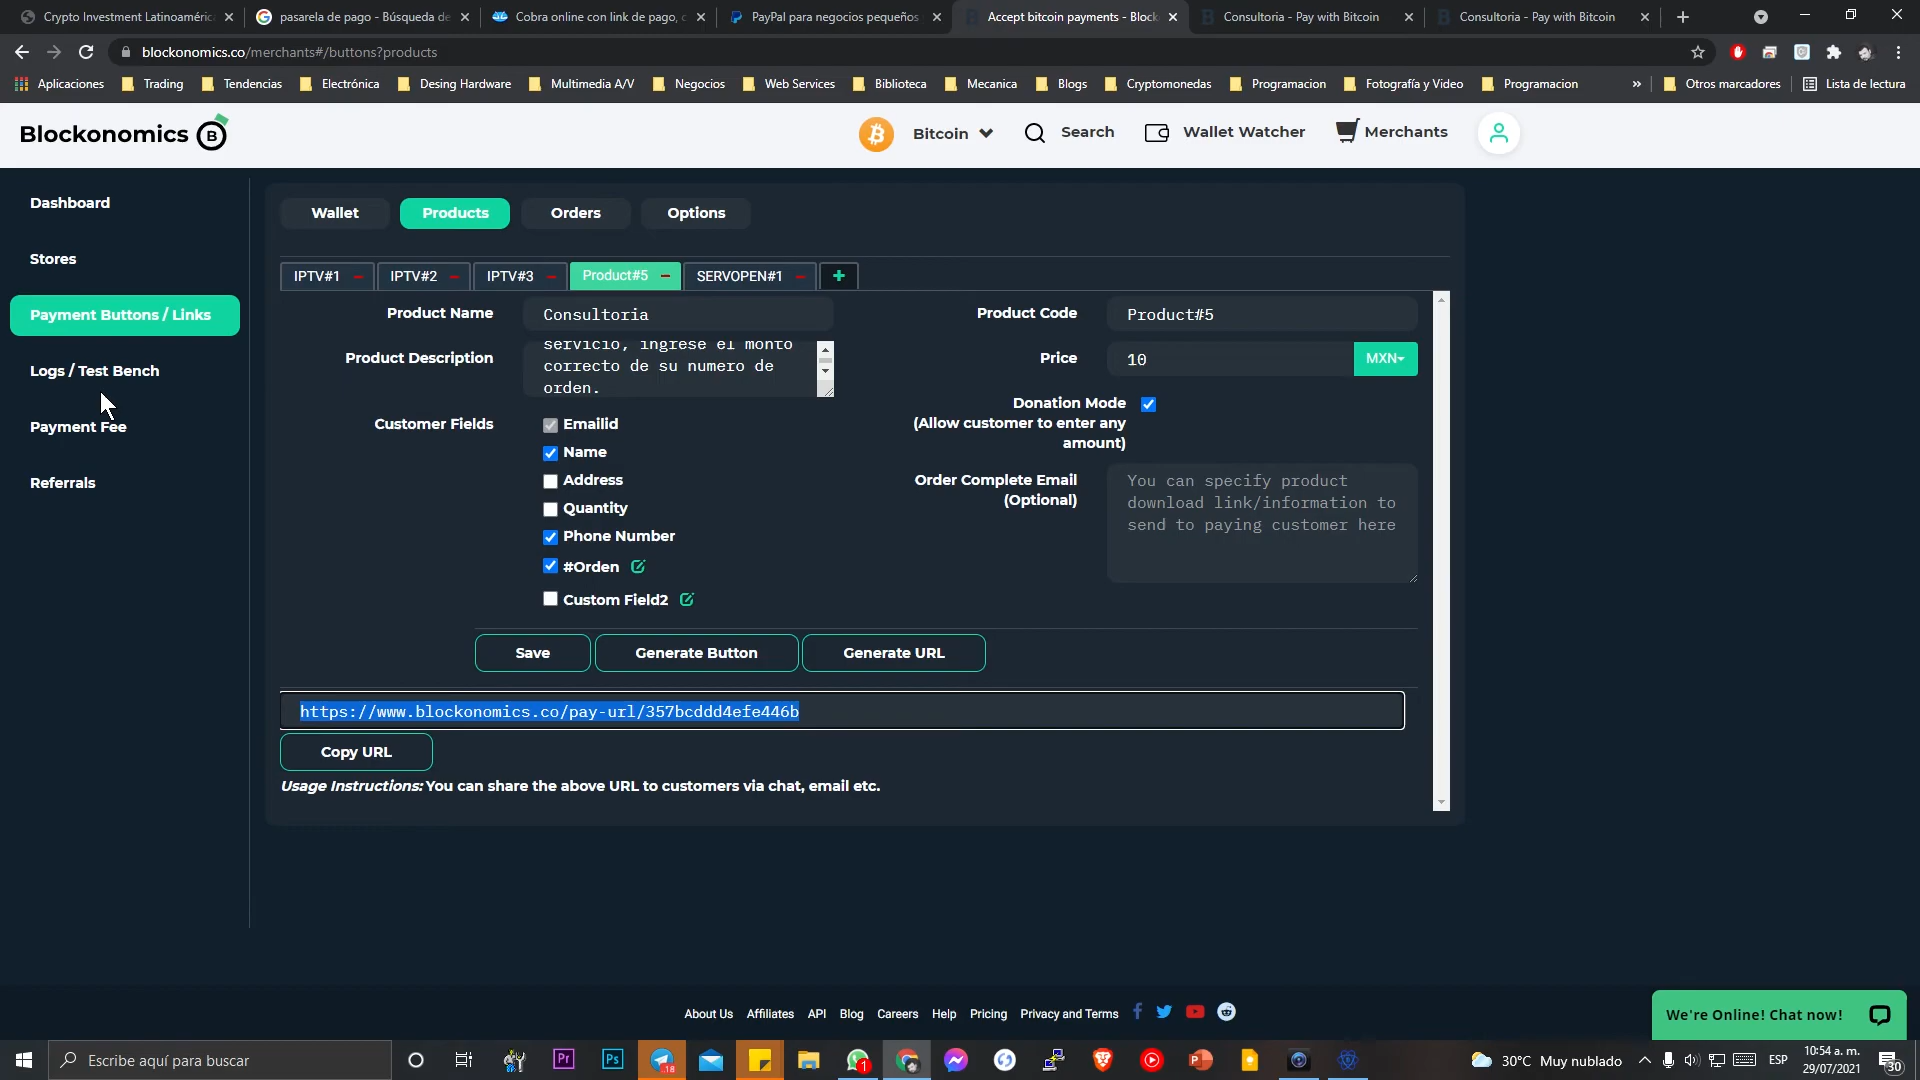 Crypto Investment Latinoaméric
pasarela de pago - Búsqueda de
Cobra online con link de pago, c
PayPal para negocios pequeños
Accept bitcoin payments - Block
Consultoria - Pay with Bitcoin
Consultoria - Pay with Bitcoin
blockonomics.co/merchants#/buttons?products
Aplicaciones
Trading
Tendencias
Electrónica
Desing Hardware
Multimedia A/V
Negocios
Web Services
Biblioteca
Mecanica
Blogs
Cryptomonedas
Programacion
Fotografía y Video
Programacion
»
Otros marcadores
Lista de lectura
Blockonomics
Bitcoin
Search
Wallet Watcher
Merchants
Dashboard
Stores
Payment Buttons / Links
Logs / Test Bench
Payment Fee
Referrals
Wallet
Products
Orders
Options
IPTV#1
IPTV#2
IPTV#3
Product#5
SERVOPEN#1
+
Product Name
Consultoria
Product Code
Product#5
Product Description
servicio, ingrese el monto
correcto de su numero de
orden.
Price
10
MXN
Donation Mode
(Allow customer to enter any
amount)
Customer Fields
Emailid
Name
Address
Quantity
Phone Number
#Orden
Custom Field2
Order Complete Email
(Optional)
You can specify product
download link/information to
send to paying customer here
Save
Generate Button
Generate URL
https://www.blockonomics.co/pay-url/357bcddd4efe446b
Copy URL
Usage Instructions: You can share the above URL to customers via chat, email etc.
About Us
Affiliates
API
Blog
Careers
Help
Pricing
Privacy and Terms
We're Online! Chat now!
Escribe aquí para buscar
Pr
Ps
18
1
30°C Muy nublado
ESP
10:54 a. m.
29/07/2021
30